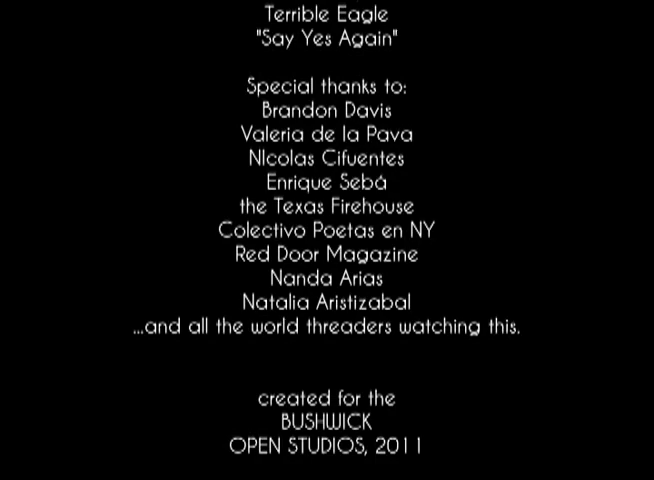 Terrible Eagle
"Say Yes Again"
Special thanks to:
Brandon Davis
Valeria de la Pava
NIcolas Cifuentes
Enrique Sebá
the Texas Firehouse
Colectivo Poetas en NY
Red Door Magazine
Nanda Arias
Natalia Aristizabal
...and all the world threaders watching this.
created for the
BUSHWICK
OPEN STUDIOS, 2011